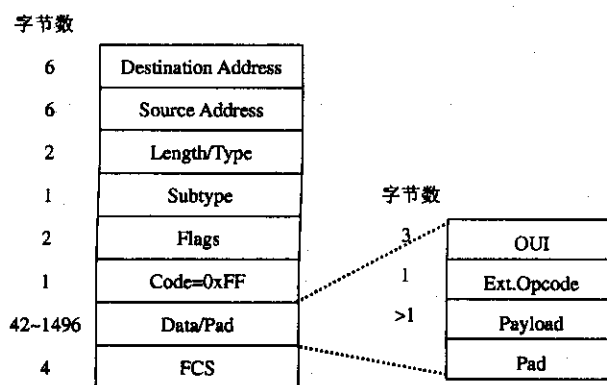 字节数
6 Destination Address
6 Source Address
2 Length/Type
1 Subtype
2 Flags
1 Code=0xFF
42~1496 Data/Pad
4 FCS
字节数
3 OUI
1 Ext.Opcode
>1 Payload
Pad